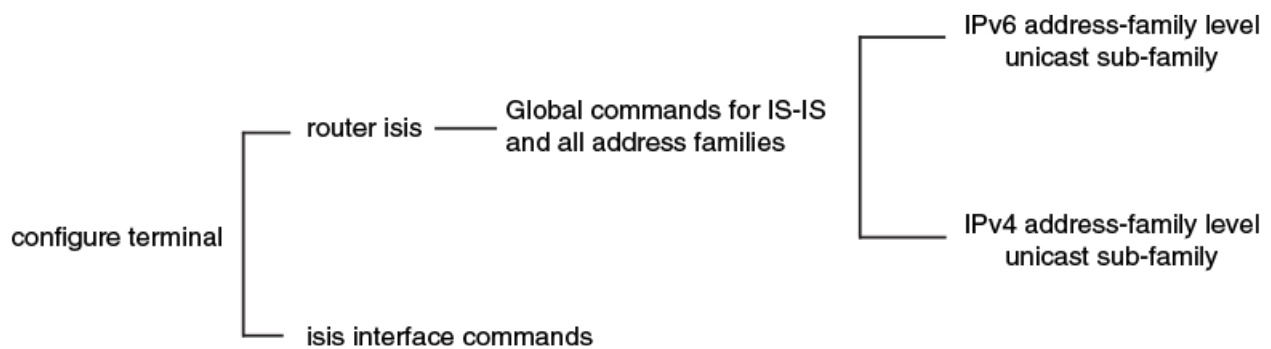 IPv6 address-family level
unicast sub-family
Global commands for IS-IS
and all address families
router isis
IPv4 address-family level
unicast sub-family
configure terminal
isis interface commands